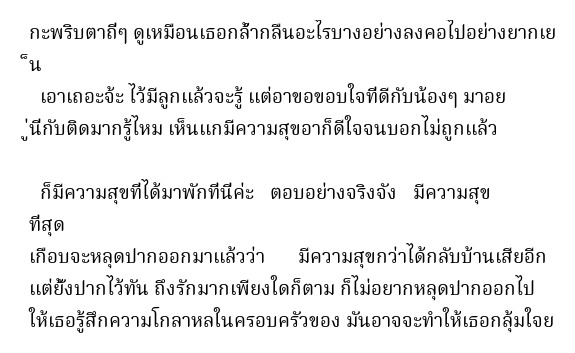 กะพริบตาถี่ๆ ดูเหมือนเธอกล้ำกลืนอะไรบางอย่างลงคอไปอย่างยากเย
็น
เอาเถอะจ้ะ ไว้มีลูกแล้วจะรู้ แต่อาขอขอบใจที่ดีกับน้องๆ มาอย
ู่นี่กับติดมากรู้ไหม เห็นแกมีความสุขอาก็ดีใจจนบอกไม่ถูกแล้ว
ก็มีความสุขที่ได้มาพักที่นี่ค่ะ ตอบอย่างจริงจัง มีความสุข
ที่สุด
เกือบจะหลุดปากออกมาแล้วว่า มีความสุขกว่าได้กลับบ้านเสียอีก
แต่ยั้งปากไว้ทัน ถึงรักมากเพียงใดก็ตาม ก็ไม่อยากหลุดปากออกไป
ให้เธอรู้สึกความโกลาหลในครอบครัวของ มันอาจจะทำให้เธอกลุ้มใจย